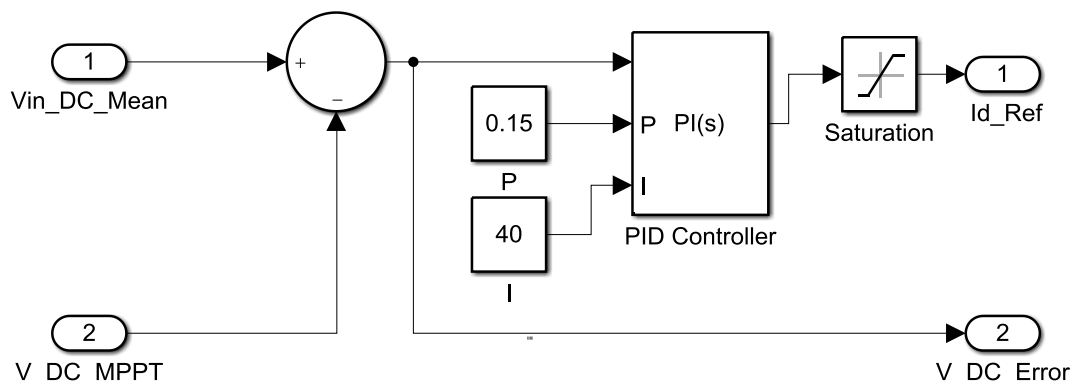 1
Vin_DC_Mean
+
−
0.15
P
40
I
P
PI(s)
I
PID Controller
Saturation
1
Id_Ref
2
V_DC_MPPT
2
V_DC_Error